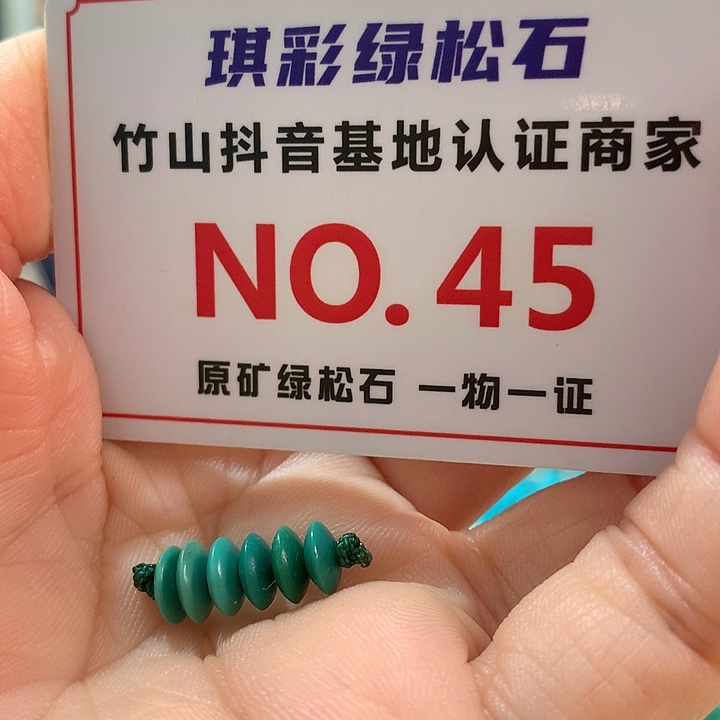 琪彩绿松石
竹山抖音基地认证商家
NO.45
原矿绿松石 一物一证